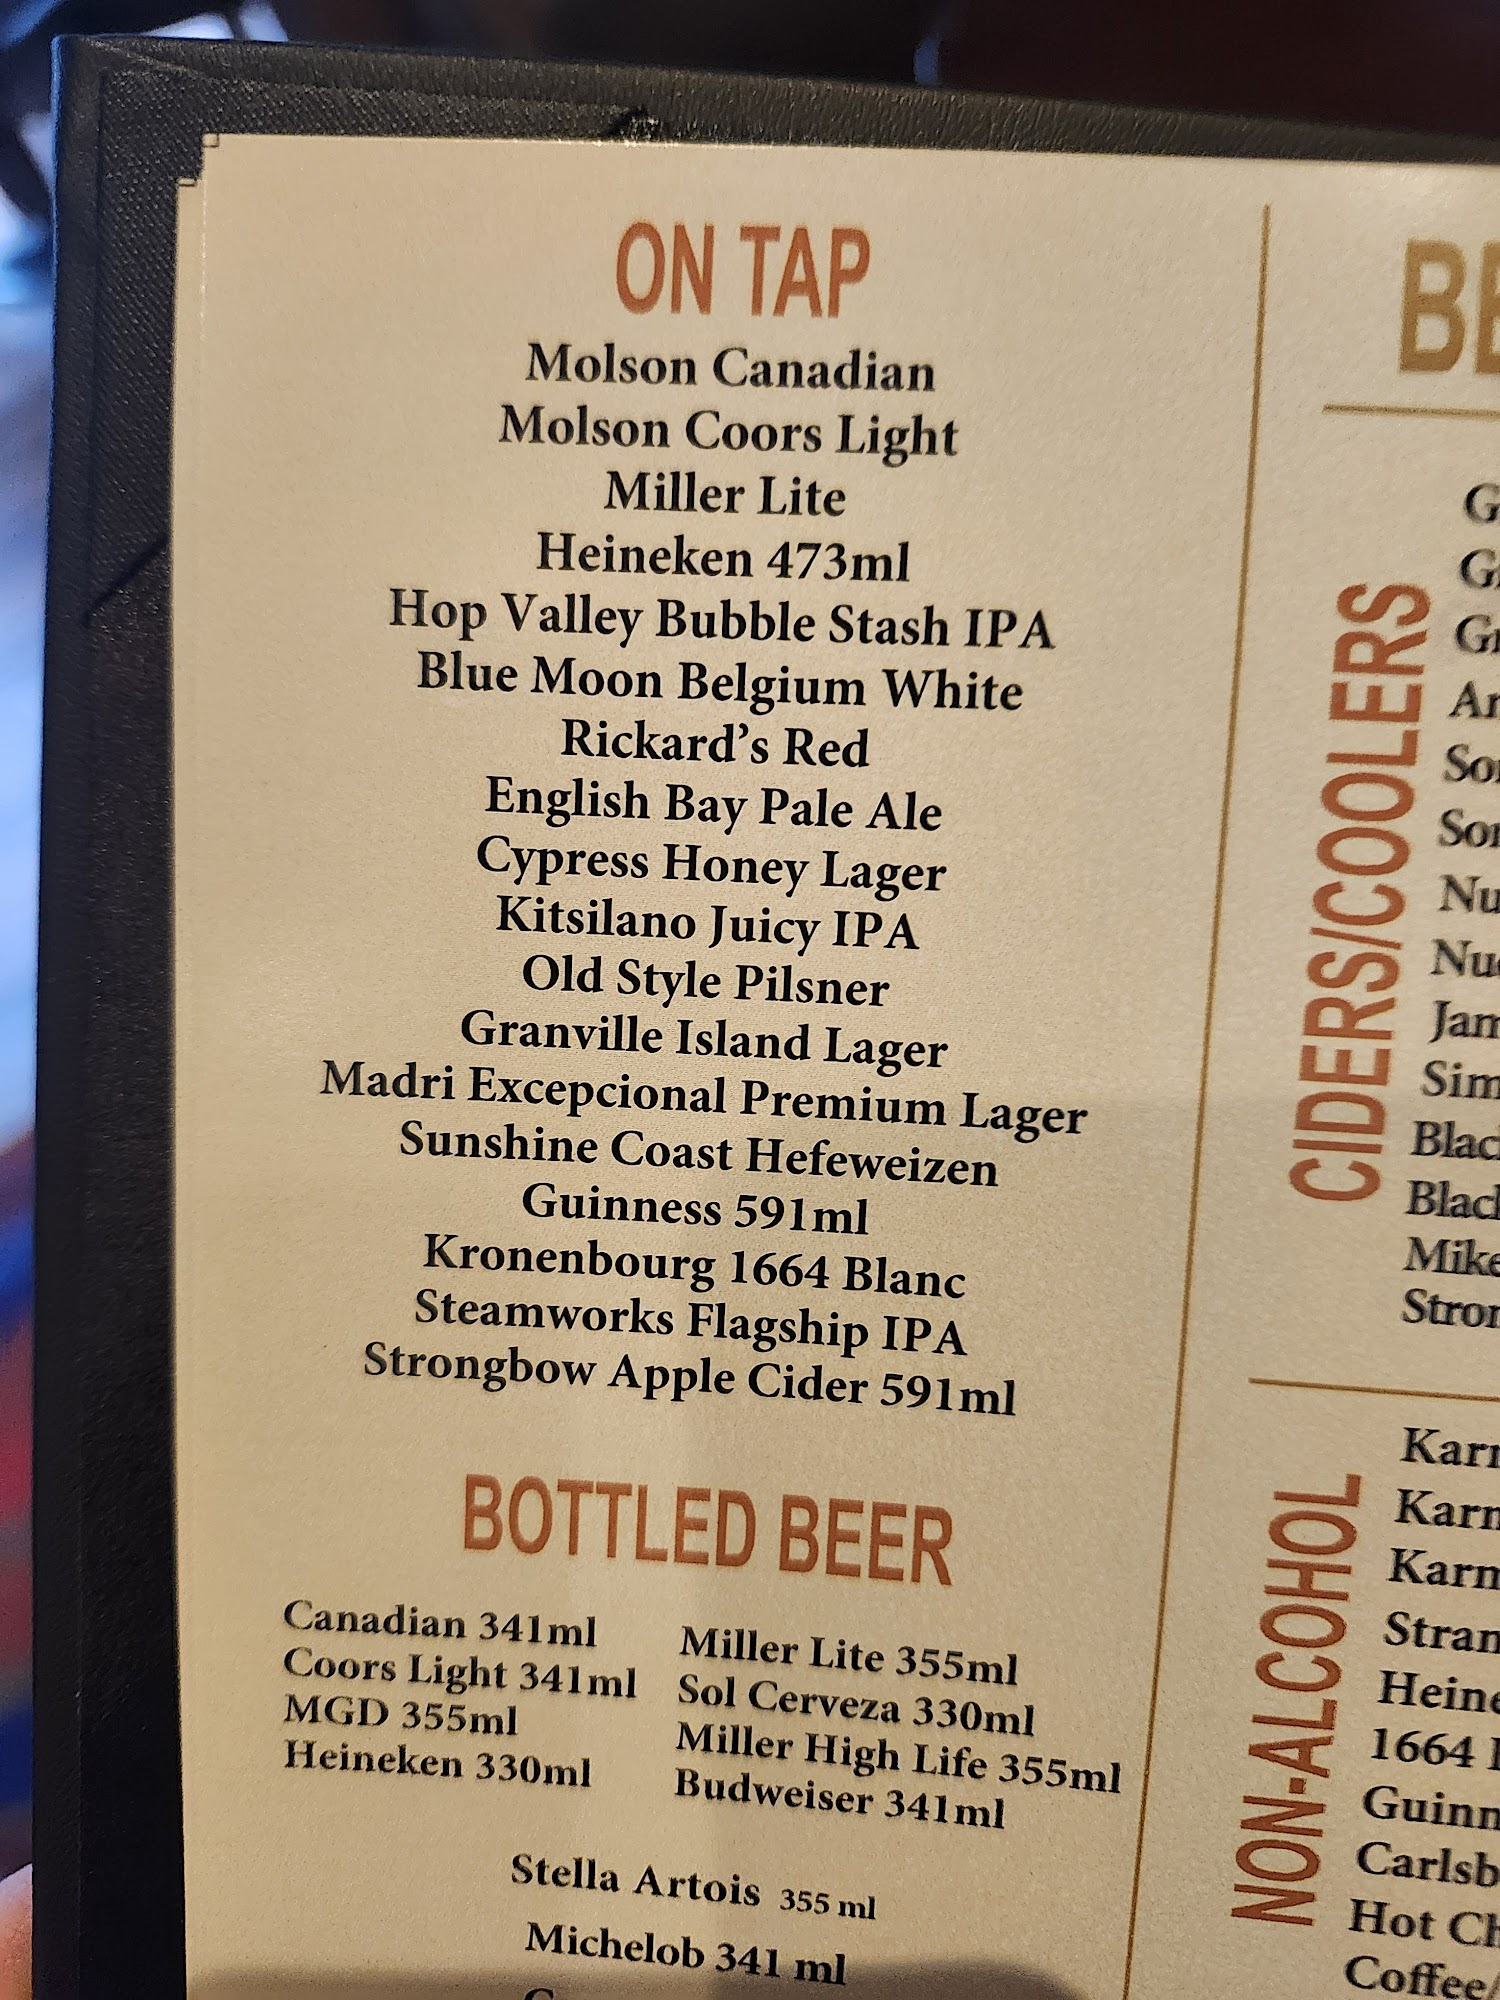 ON TAP
Molson Canadian
Molson Coors Light
Miller Lite
Heineken 473ml
Hop Valley Bubble Stash IPA
Blue Moon Belgium White
Rickard's Red
English Bay Pale Ale
Cypress Honey Lager
Kitsilano Juicy IPA
Old Style Pilsner
Granville Island Lager
Madri Excepcional Premium Lager
Sunshine Coast Hefeweizen
Guinness 591ml
Kronenbourg 1664 Blanc
Steamworks Flagship IPA
Strongbow Apple Cider 591ml
BOTTLED BEER
Canadian 341ml
Coors Light 341ml
MGD 355ml
Heineken 330ml
Miller Lite 355ml
Sol Cerveza 330ml
Miller High Life 355ml
Budweiser 341ml
Stella Artois 355 ml
Michelob 341 ml
CIDERS/COOLERS
NON-ALCOHOL
1664
Hot
Coffee/